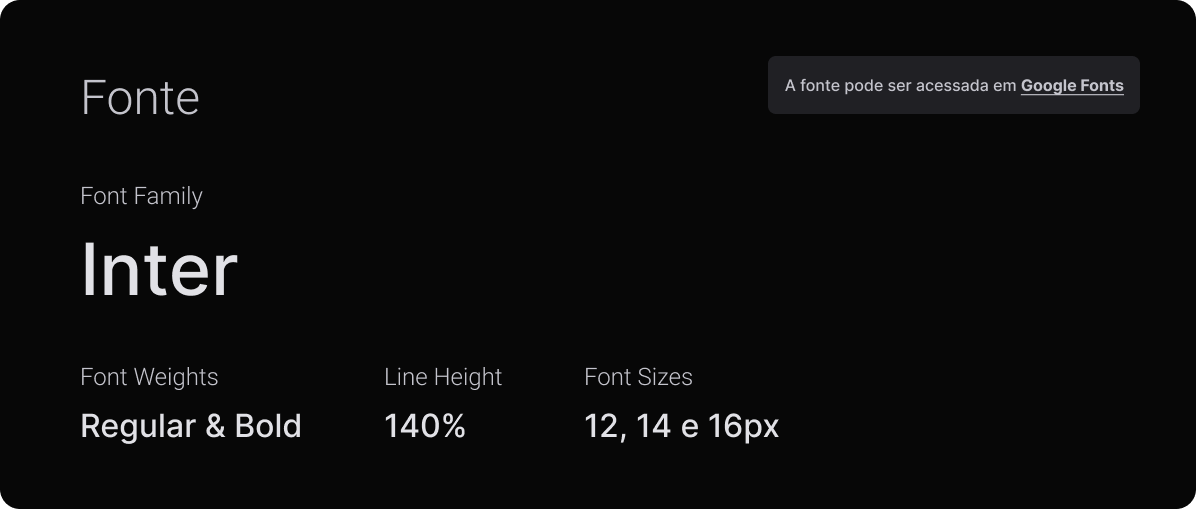 Fonte
A fonte pode ser acessada em Google Fonts
Font Family
Inter
Font Weights
Regular & Bold
Line Height
140%
Font Sizes
12, 14 e 16px